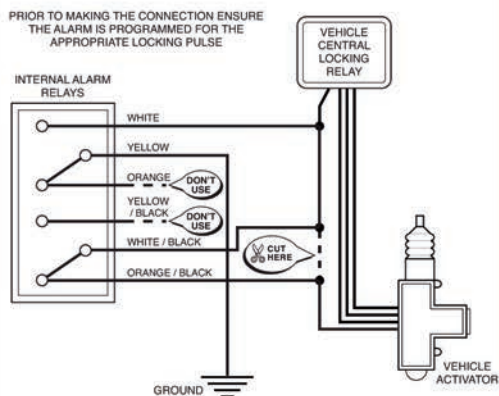 PRIOR TO MAKING THE CONNECTION ENSURE
THE ALARM IS PROGRAMMED FOR THE
APPROPRIATE LOCKING PULSE
VEHICLE
CENTRAL
LOCKING
RELAY
INTERNAL ALARM
RELAYS
WHITE
YELLOW
ORANGE
DON'T
USE
YELLOW
/ BLACK
DON'T
USE
WHITE / BLACK
CUT
HERE
ORANGE / BLACK
GROUND
VEHICLE
ACTIVATOR